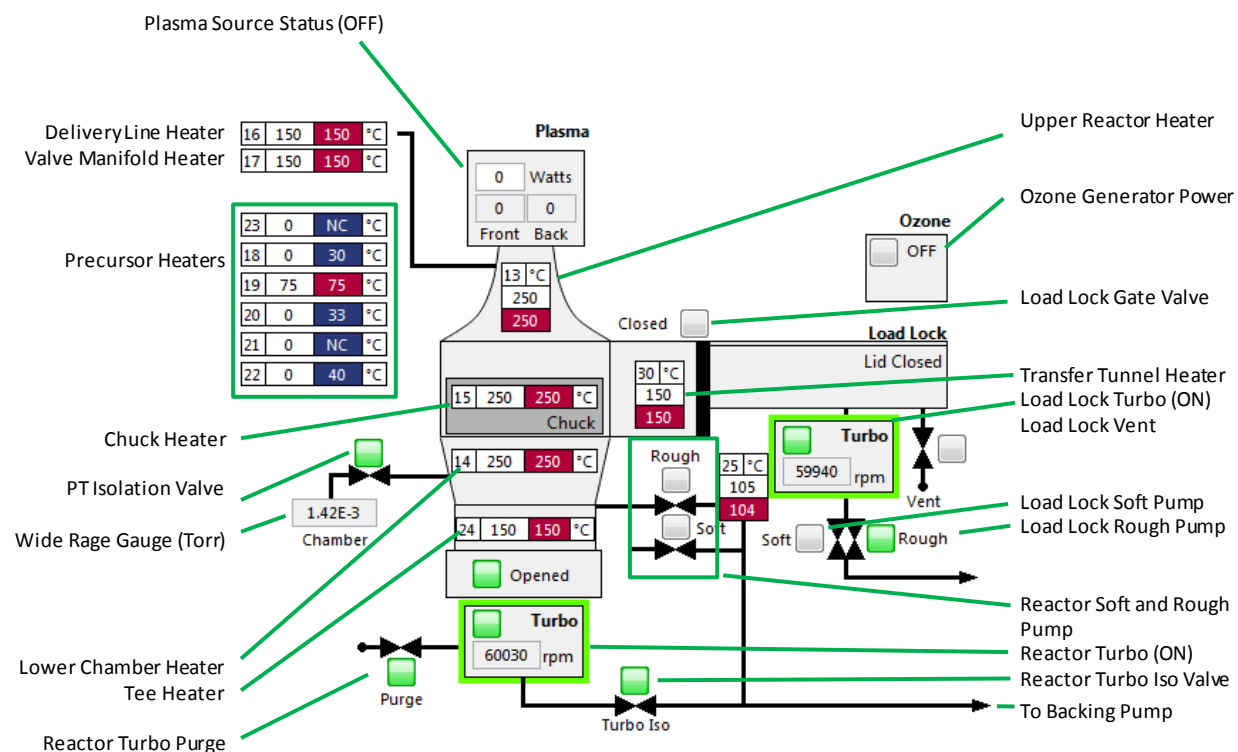 Plasma Source Status (OFF)
Delivery Line Heater
16 150 150 °C
Valve Manifold Heater
17 150 150 °C
Plasma
0 Watts
0 0
Front Back
Upper Reactor Heater
Ozone Generator Power
Ozone
OFF
Precursor Heaters
23 0 NC °C
18 0 30 °C
19 75 75 °C
20 0 33 °C
21 0 NC °C
22 0 40 °C
13 °C
250
250
Closed
Load Lock Gate Valve
Load Lock
Lid Closed
30 °C
150
150
Transfer Tunnel Heater
Load Lock Turbo (ON)
Load Lock Vent
15 250 250 °C
Chuck
Chuck Heater
Turbo
59940 rpm
Vent
14 250 250 °C
Rough
25 °C
105
104
Soft
PT Isolation Valve
1.42E-3
Chamber
Wide Rage Gauge (Torr)
24 150 150 °C
Soft
Rough
Load Lock Soft Pump
Load Lock Rough Pump
Opened
Turbo
60030 rpm
Purge
Turbo Iso
Reactor Soft and Rough
Pump
Reactor Turbo (ON)
Reactor Turbo Iso Valve
To Backing Pump
Lower Chamber Heater
Tee Heater
Reactor Turbo Purge